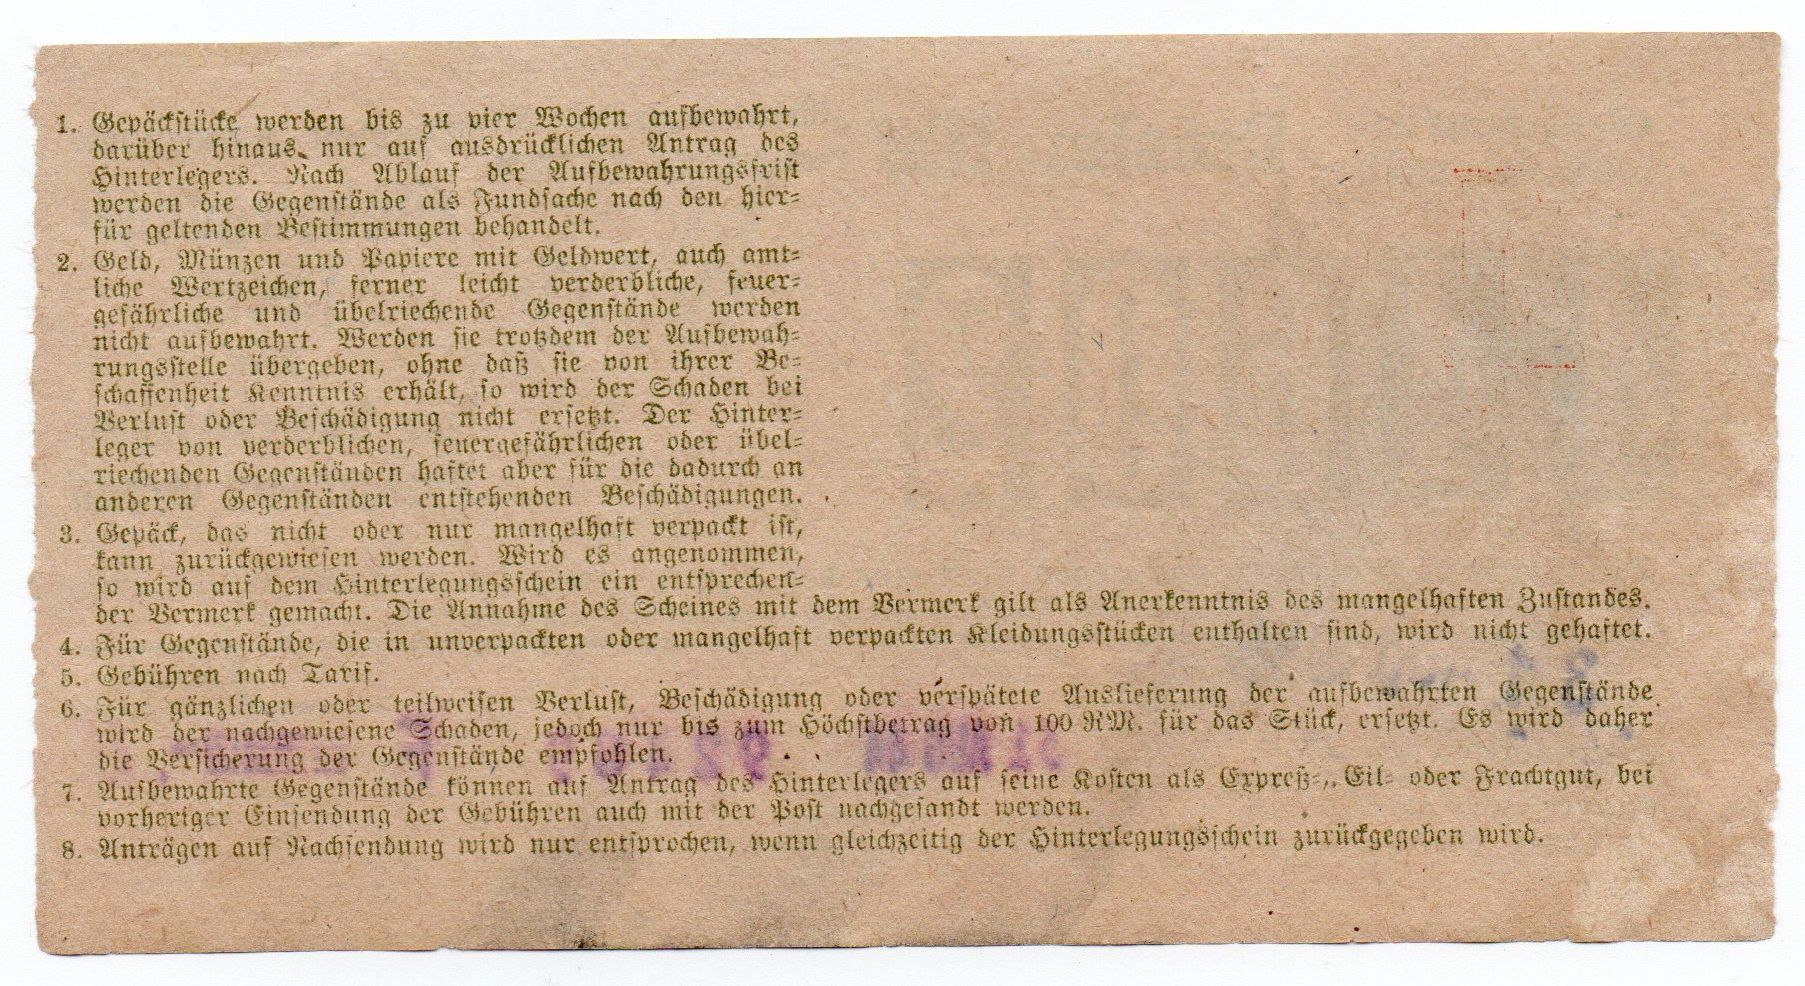 1. Gepäckstücke werden bis zu vier Wochen aufbewahrt,
darüber hinaus nur auf ausdrücklichen Antrag des
Hinterlegers. Nach Ablauf der Aufbewahrungsfrist
werden die Gegenstände als Fundsache nach den hier-
für geltenden Bestimmungen behandelt.
2. Geld, Münzen und Papiere mit Geldwert, auch amt-
liche Wertzeichen, ferner leicht verderbliche, feuer-
gefährliche und übelriechende Gegenstände werden
nicht aufbewahrt. Werden sie trotzdem der Aufbewah-
rungsstelle übergeben, ohne daß sie von ihrer Be-
schaffenheit Kenntnis erhält, so wird der Schaden bei
Verlust oder Beschädigung nicht ersetzt. Der Hinter-
leger von verderblichen, feuergefährlichen oder übel-
riechenden Gegenständen haftet aber für die dadurch an
anderen Gegenständen entstehenden Beschädigungen.
3. Gepäck, das nicht oder nur mangelhaft verpackt ist,
kann zurückgewiesen werden. Wird es angenommen,
so wird auf dem Hinterlegungsschein ein entsprechen-
der Vermerk gemacht. Die Annahme des Scheines mit dem Vermerk gilt als Anerkenntnis des mangelhaften Zustandes.
4. Für Gegenstände, die in unverpackten oder mangelhaft verpackten Kleidungsstücken enthalten sind, wird nicht gehaftet.
5. Gebühren nach Tarif.
6. Für gänzlichen oder teilweisen Verlust, Beschädigung oder verspätete Auslieferung der aufbewahrten Gegenstände
wird der nachgewiesene Schaden, jedoch nur bis zum Höchstbetrag von 100 RM. für das Stück, ersetzt. Es wird daher
die Versicherung der Gegenstände empfohlen.
7. Aufbewahrte Gegenstände können auf Antrag des Hinterlegers auf seine Kosten als Expreß-, Eil- oder Frachtgut, bei
vorheriger Einsendung der Gebühren auch mit der Post nachgesandt werden.
8. Anträgen auf Nachsendung wird nur entsprochen, wenn gleichzeitig der Hinterlegungsschein zurückgegeben wird.